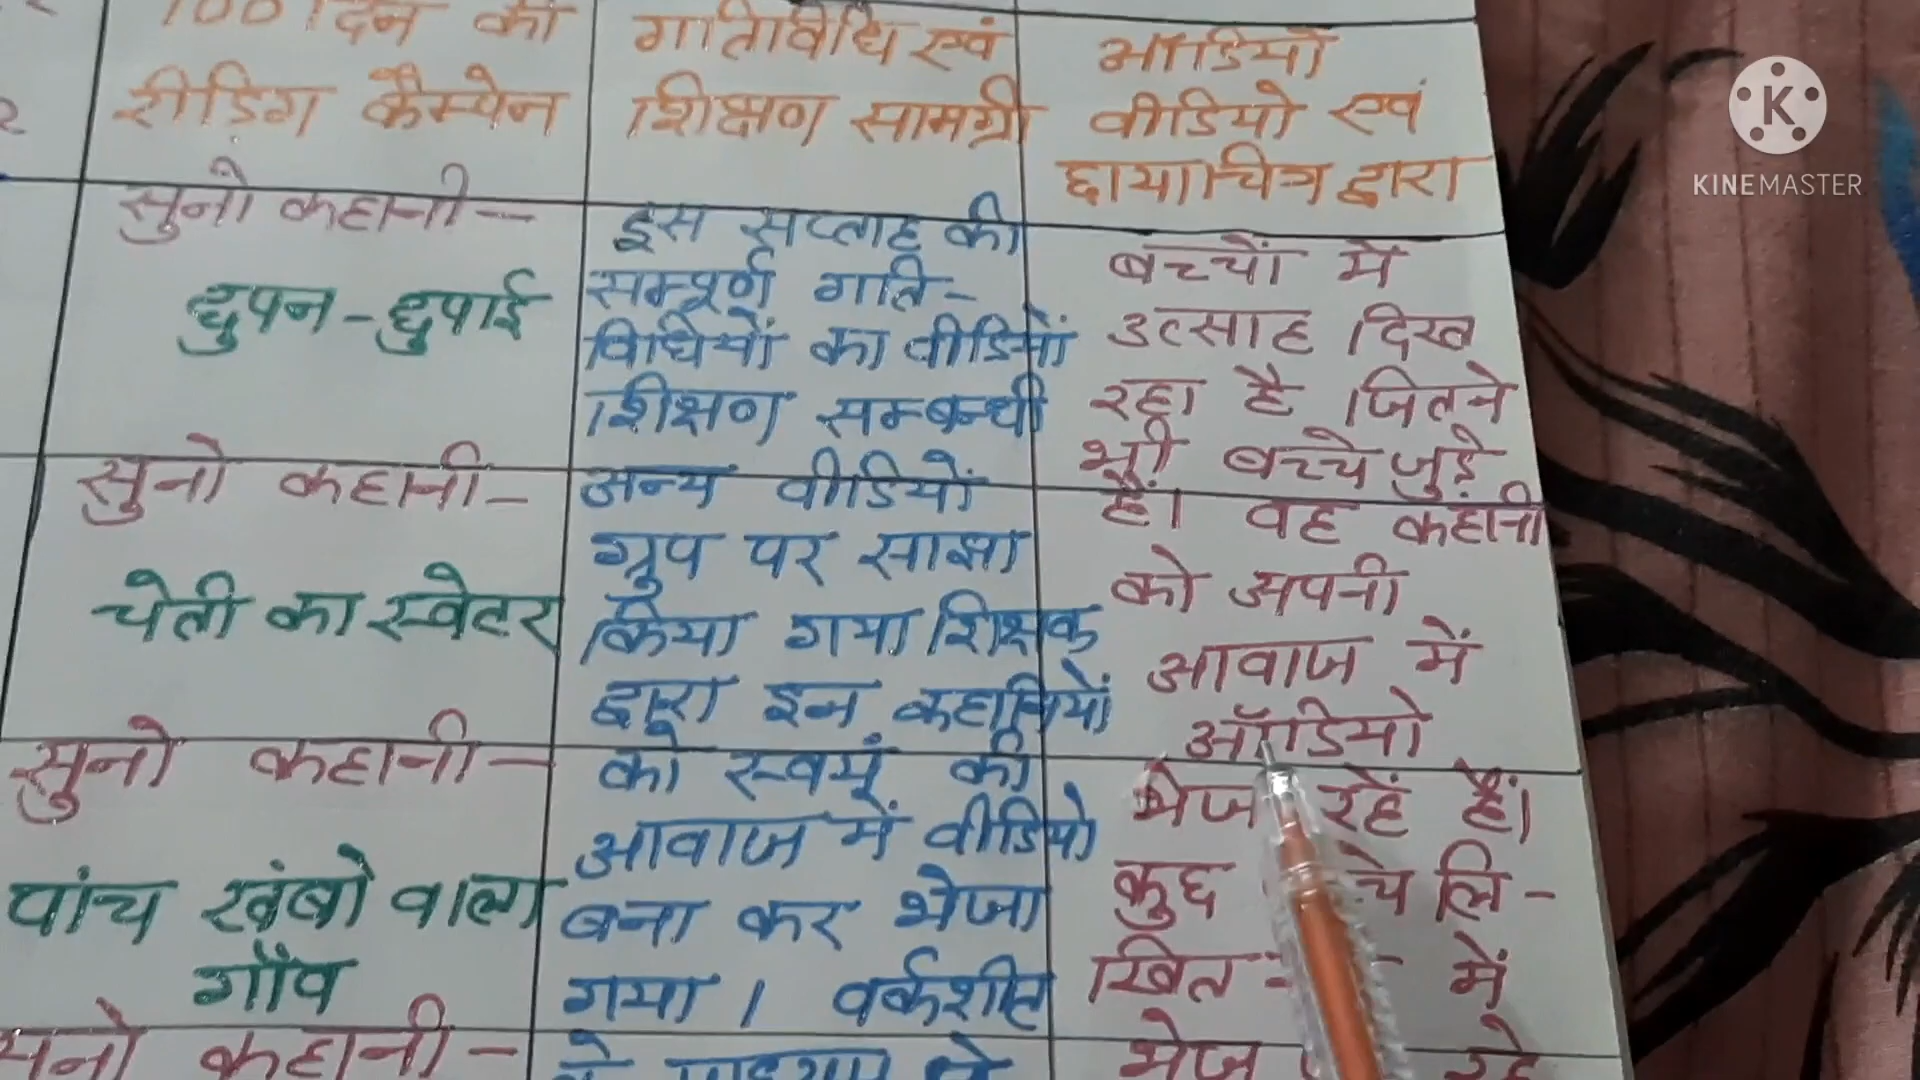 100 दिन का
रीडिंग कैम्पेन
गतिविधि एवं
शिक्षण सामग्री
ऑडियो
वीडियो एवं
छायाचित्र द्वारा
सुनो कहानी-
छुपन-छुपाई
सुनो कहानी-
चेती का स्वेटर
सुनो कहानी-
पांच खंबो वाला
गाँव
सुनो कहानी-
इस सप्ताह की
सम्पूर्ण गति-
विधियों का वीडियों
शिक्षण सम्बन्धी
अन्य वीडियों
ग्रुप पर साझा
किया गया शिक्षक
द्वारा इन कहानियों
को स्वयं की
आवाज में वीडियो
बना कर भेजा
गया । वर्कशीट
के माध्यम से
बच्चों में
उत्साह दिख
रहा है जितने
भी बच्चे जुड़े
हैं। वह कहानी
को अपनी
आवाज में
ऑडियो
भेज रहें हैं।
कुछ लि-
खित में
भेज रहे
KINEMASTER